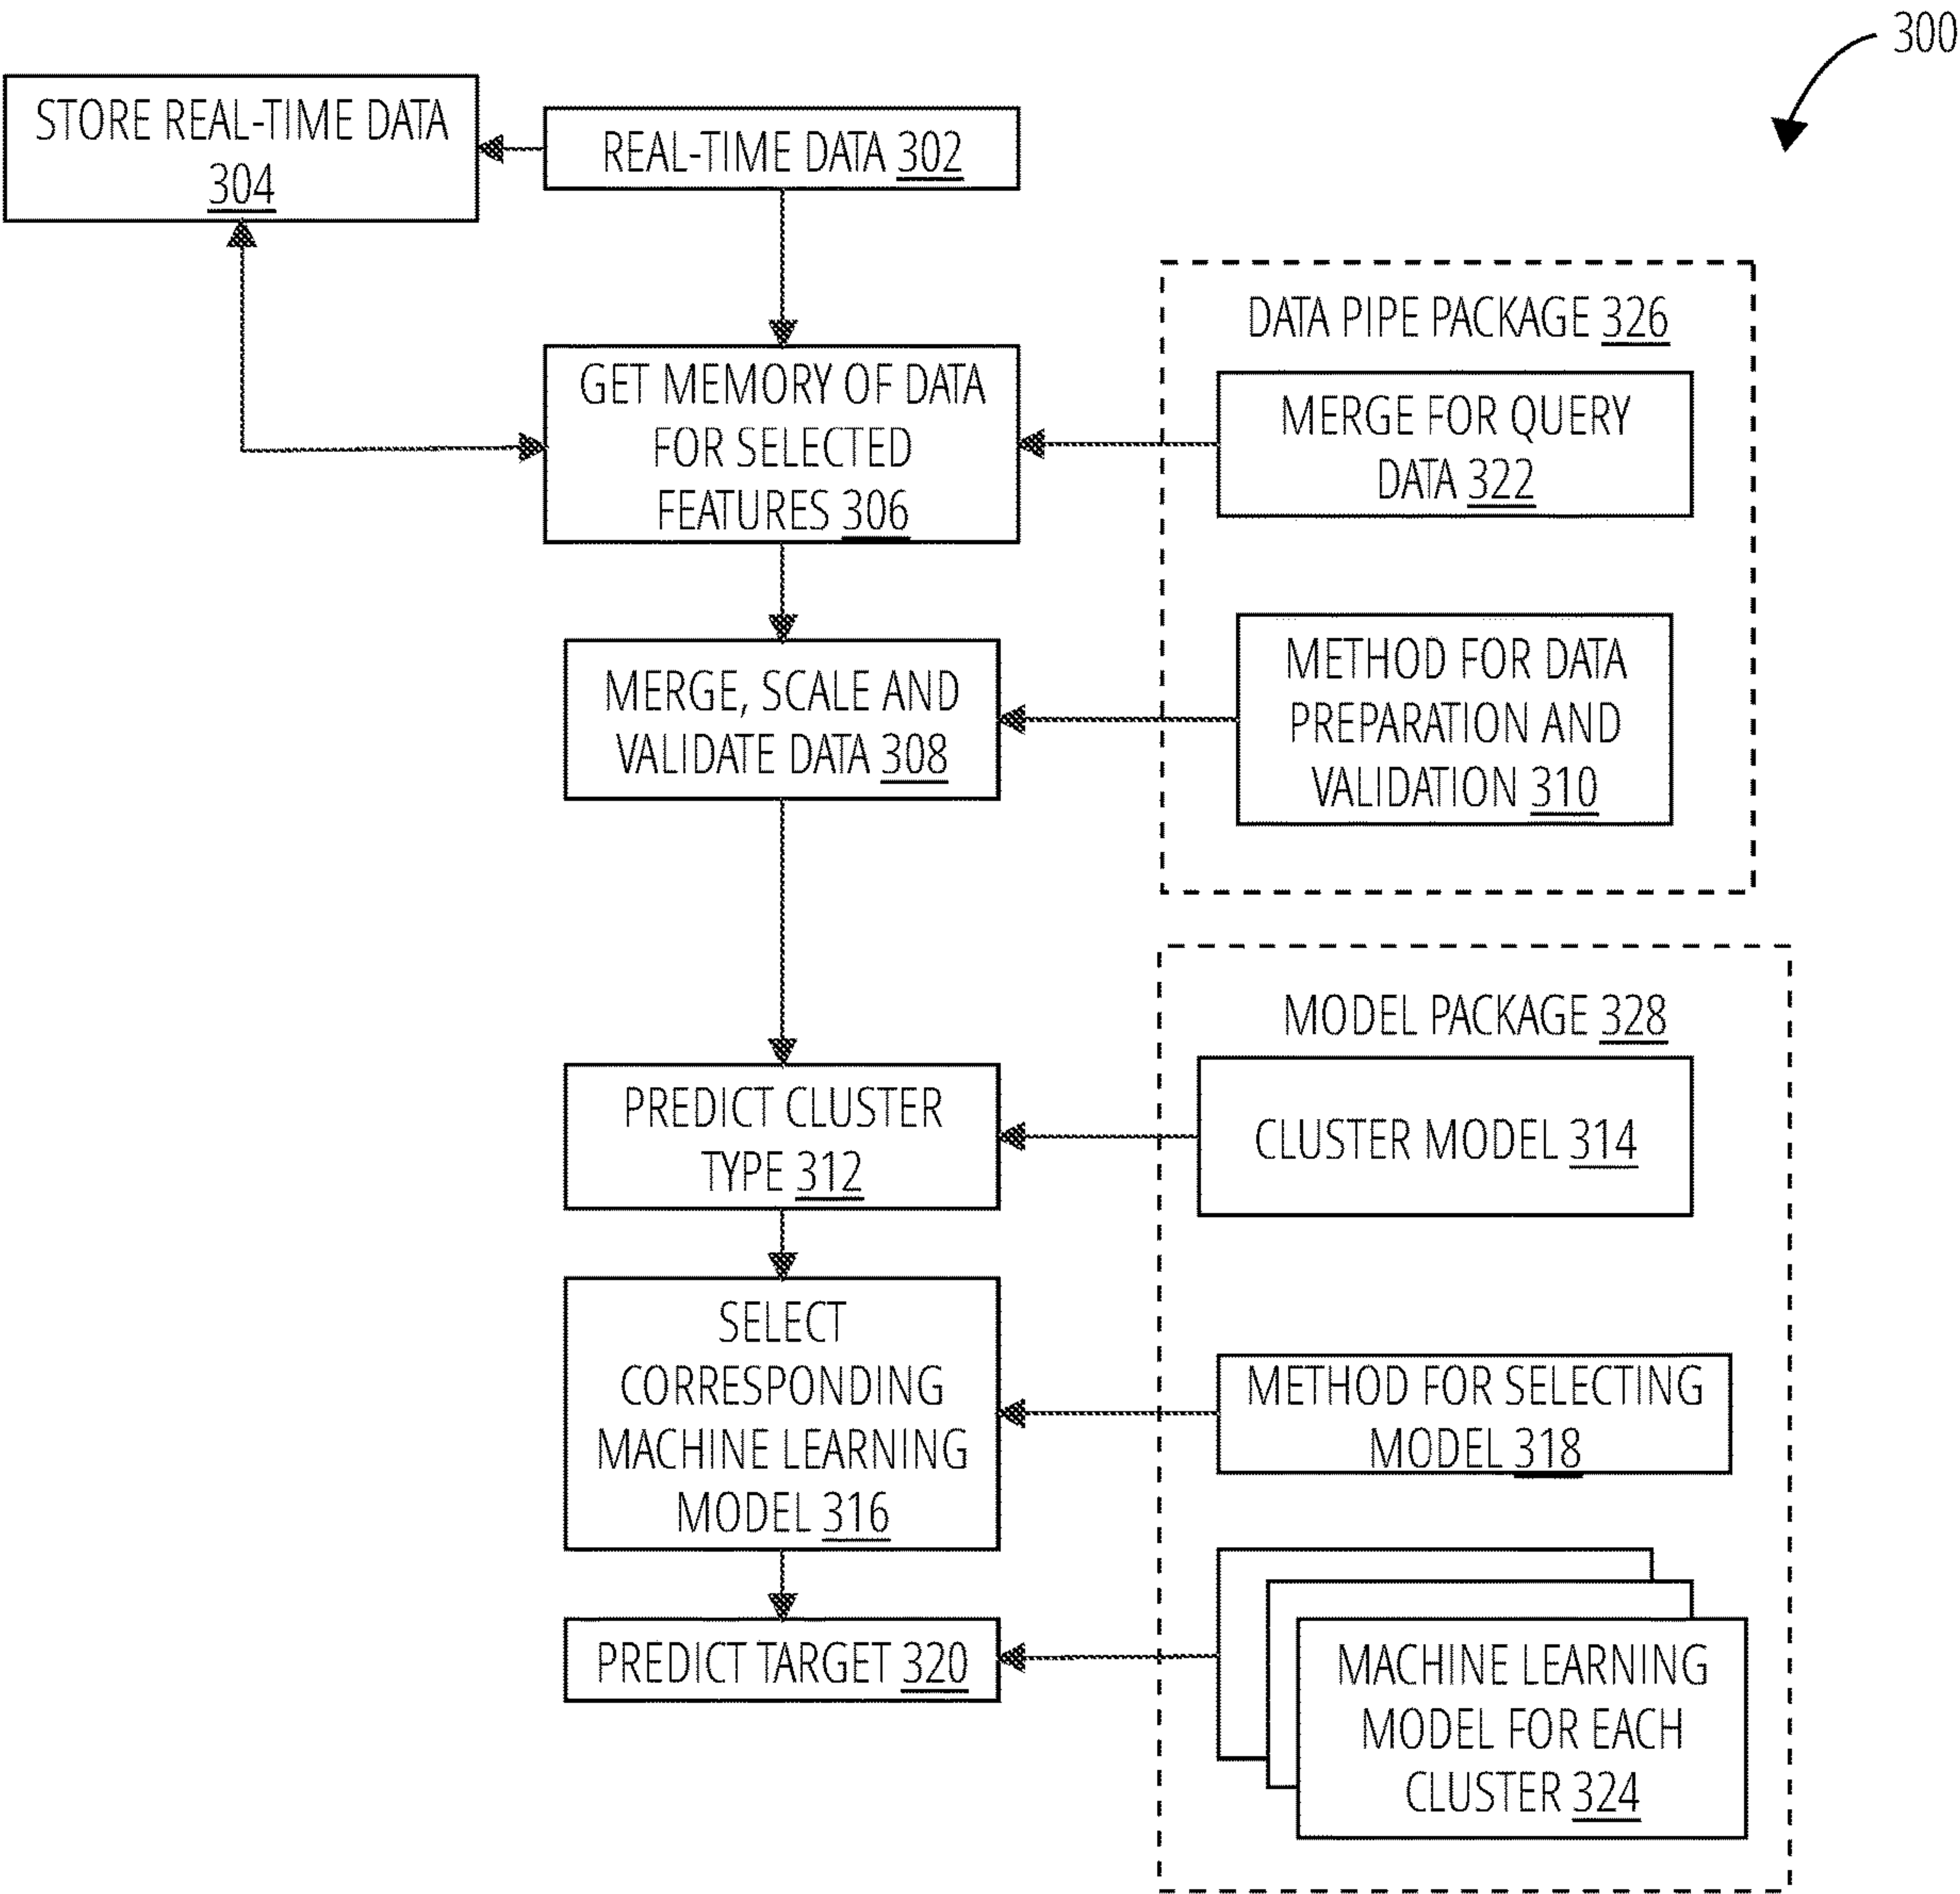 300
STORE REAL-TIME DATA
304
REAL-TIME DATA 302
DATA PIPE PACKAGE 326
GET MEMORY OF DATA
FOR SELECTED
FEATURES 306
MERGE FOR QUERY
DATA 322
MERGE, SCALE AND
VALIDATE DATA 308
METHOD FOR DATA
PREPARATION AND
VALIDATION 310
MODEL PACKAGE 328
PREDICT CLUSTER
TYPE 312
CLUSTER MODEL 314
SELECT
CORRESPONDING
MACHINE LEARNING
MODEL 316
METHOD FOR SELECTING
MODEL 318
PREDICT TARGET 320
MACHINE LEARNING
MODEL FOR EACH
CLUSTER 324